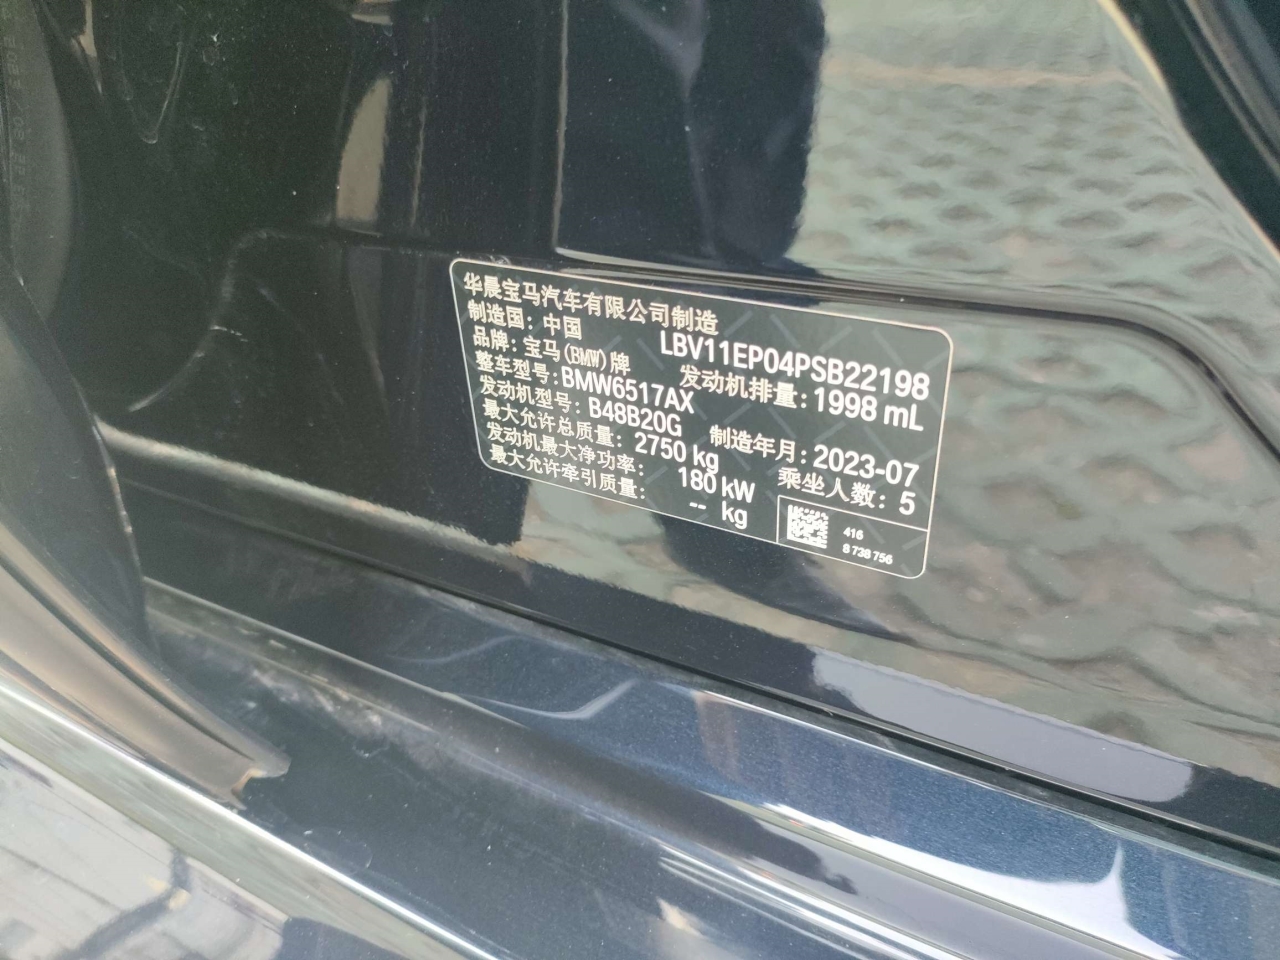 华晨宝马汽车有限公司制造
制造国: 中国 LBV11EP04PSB22198
品牌: 宝马(BMW)牌 发动机排量: 1998 mL
整车型号: BMW6517AX
发动机型号: B48B20G 制造年月: 2023-07
最大允许总质量: 2750 kg 乘坐人数: 5
发动机最大净功率: 180 kW
最大允许牵引质量: -- kg
416
8 738 756